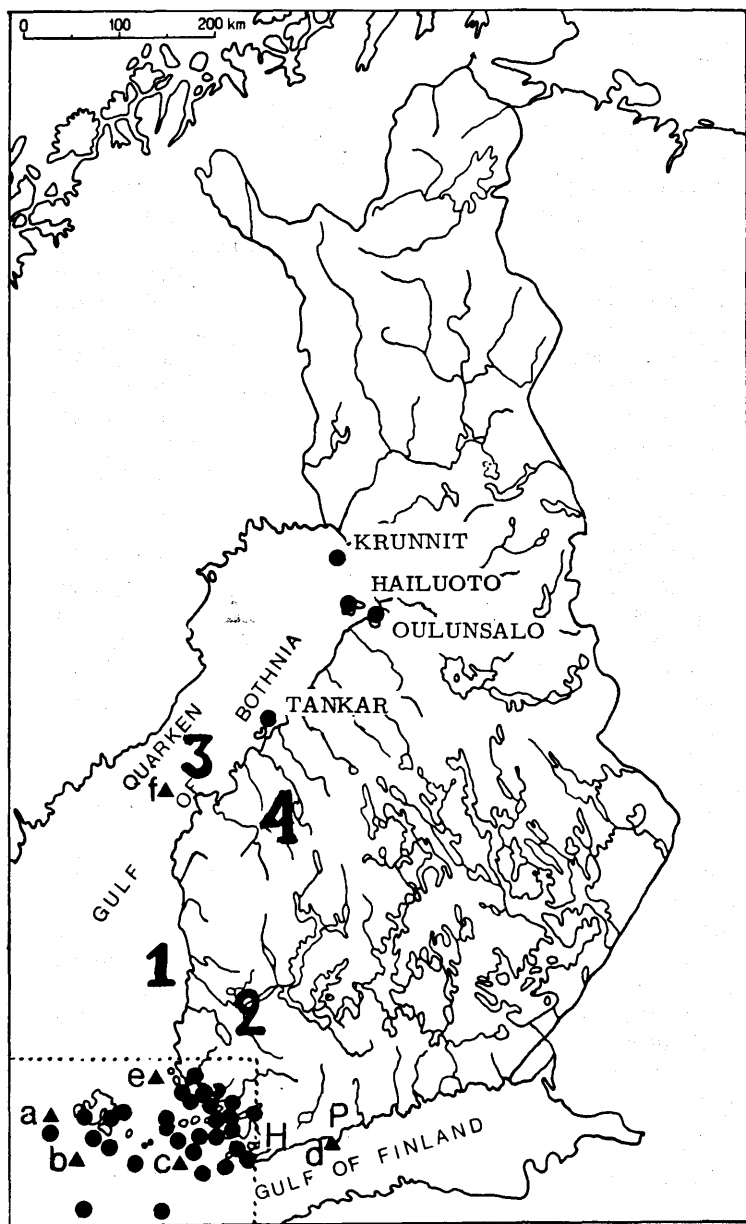 0 100 200 km
KRUNNIT
HAILUOTO
OULUNSALO
BOTHNIA
TANKAR
QUARKEN
3
f
OF
4
GULF
1
2
e
a
P
H
d
b
c
GULF OF FINLAND